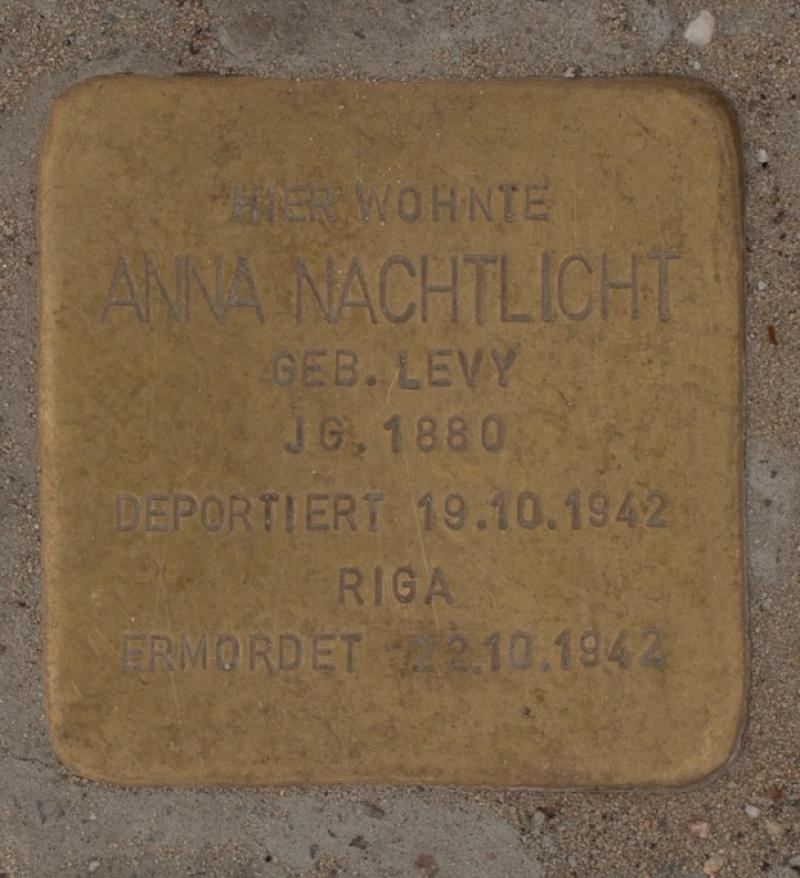 HIER WOHNTE
ANNA NACHTLICHT
GEB. LEVY
JG. 1880
DEPORTIERT 19.10.1942
RIGA
ERMORDET 22.10.1942